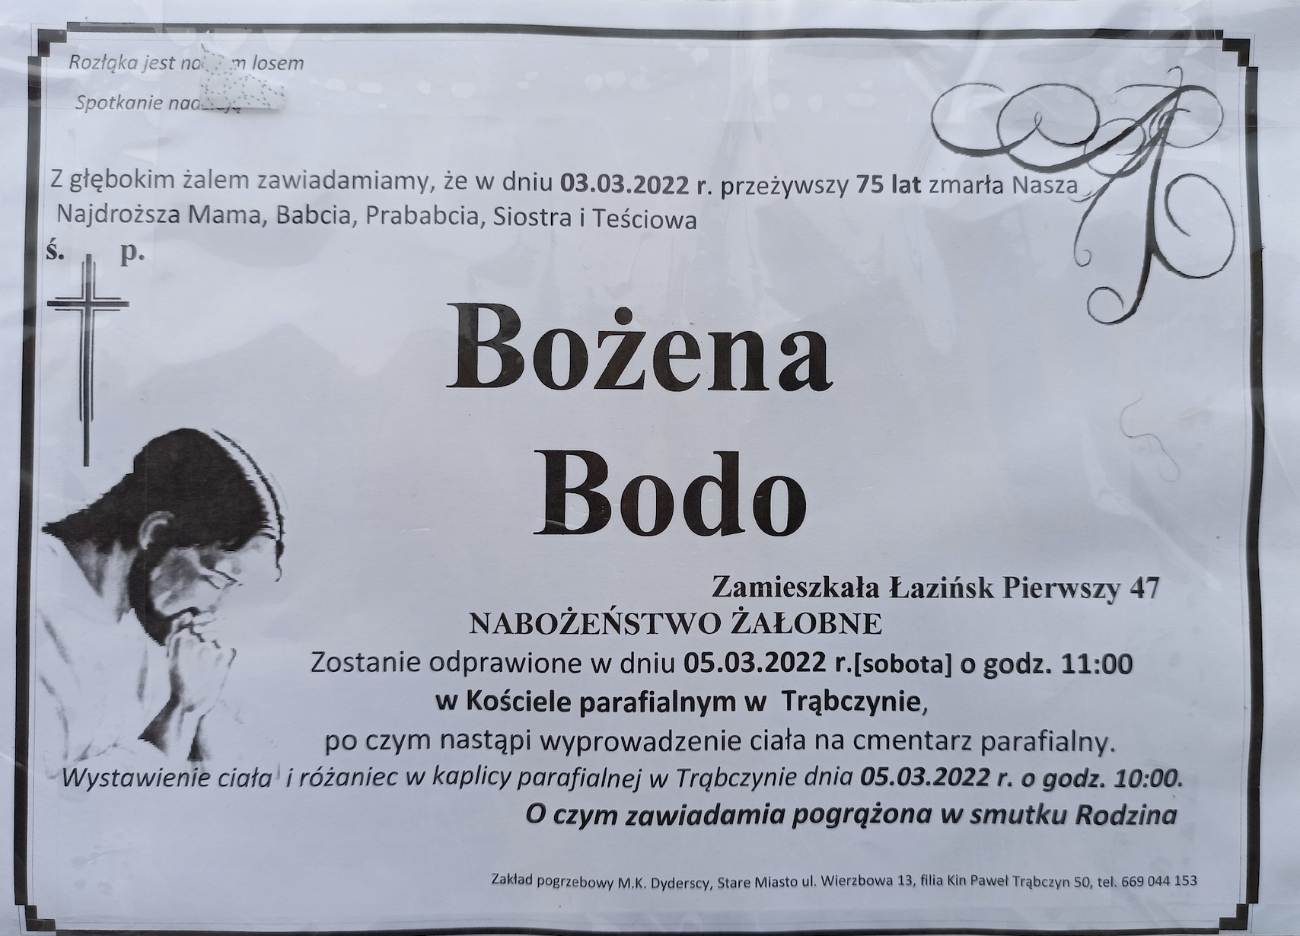 Rozłąka jest losem
Spotkanie
Z głębokim żalem zawiadamiamy, że w dniu 03.03.2022 r. przeżywszy 75 lat zmarła Nasza
Najdroższa Mama, Babcia, Prababcia, Siostra i Teściowa
ś. p.
Bożena
Bodo
Zamieszkała Łazińsk Pierwszy 47
NABOŻEŃSTWO ŻAŁOBNE
Zostanie odprawione w dniu 05.03.2022 r.[sobota] o godz. 11:00
w Kościele parafialnym w Trąbczynie,
po czym nastąpi wyprowadzenie ciała na cmentarz parafialny.
Wystawienie ciała i różaniec w kaplicy parafialnej w Trąbczynie dnia 05.03.2022 r. o godz. 10:00.
O czym zawiadamia pogrążona w smutku Rodzina
Zakład pogrzebowy M.K. Dyderscy, Stare Miasto ul. Wierzbowa 13, filia Kin Paweł Trąbczyn 50, tel. 669 044 153